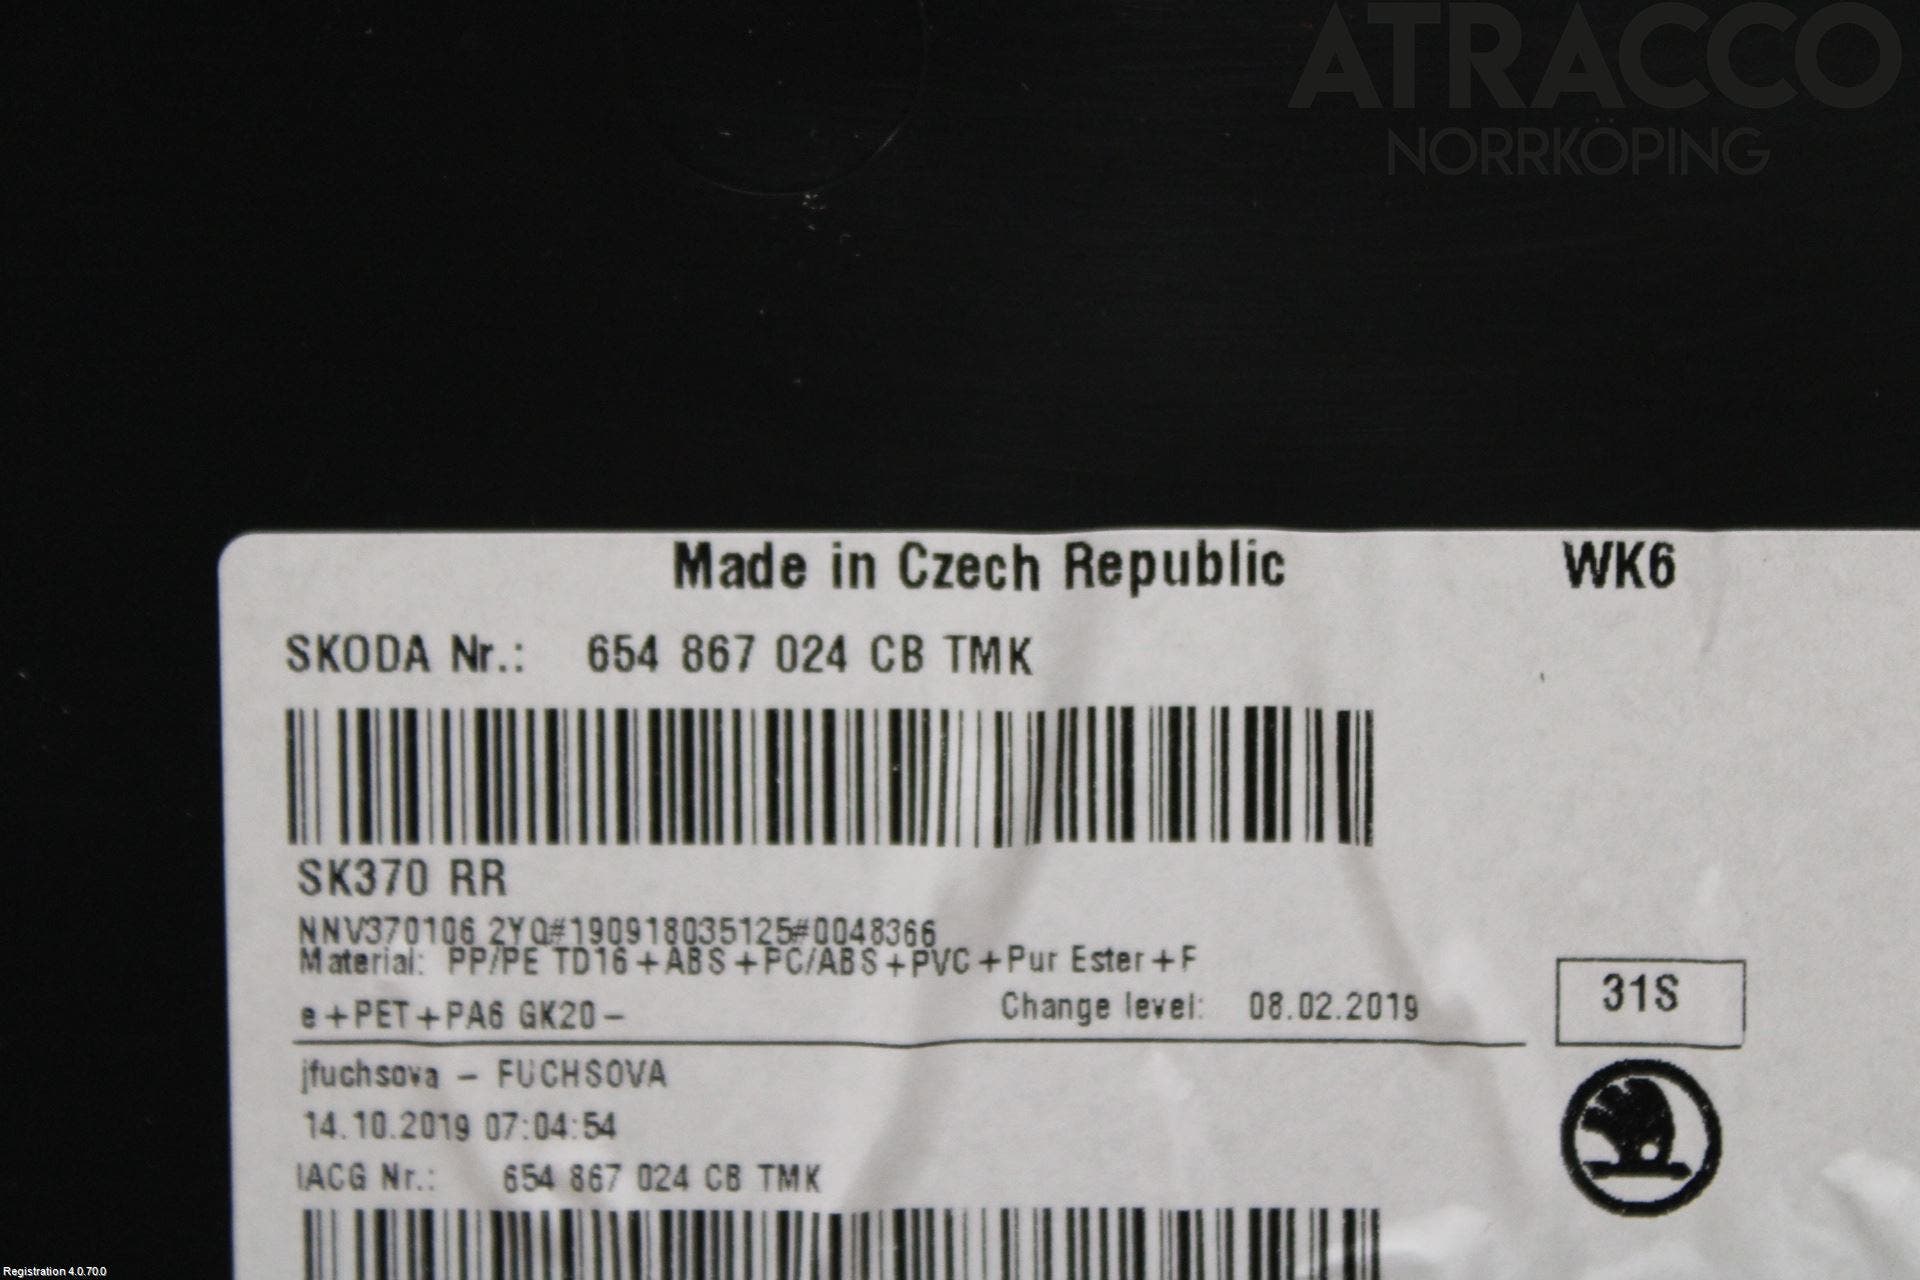 ATRACCO
NORRKÖPING
Made in Czech Republic WK6
SKODA Nr.: 654 867 024 CB TMK
SK370 RR
NNV370106 2YQ#190918035125#0048366
Material: PP/PE TD16+ABS+PC/ABS+PVC+Pur Ester+F
e+PET+PA6 GK20- Change level: 08.02.2019
31S
jfuchsova - FUCHSOVA
14.10.2019 07:04:54
IACG Nr.: 654 867 024 CB TMK
Registration 4.0.70.0